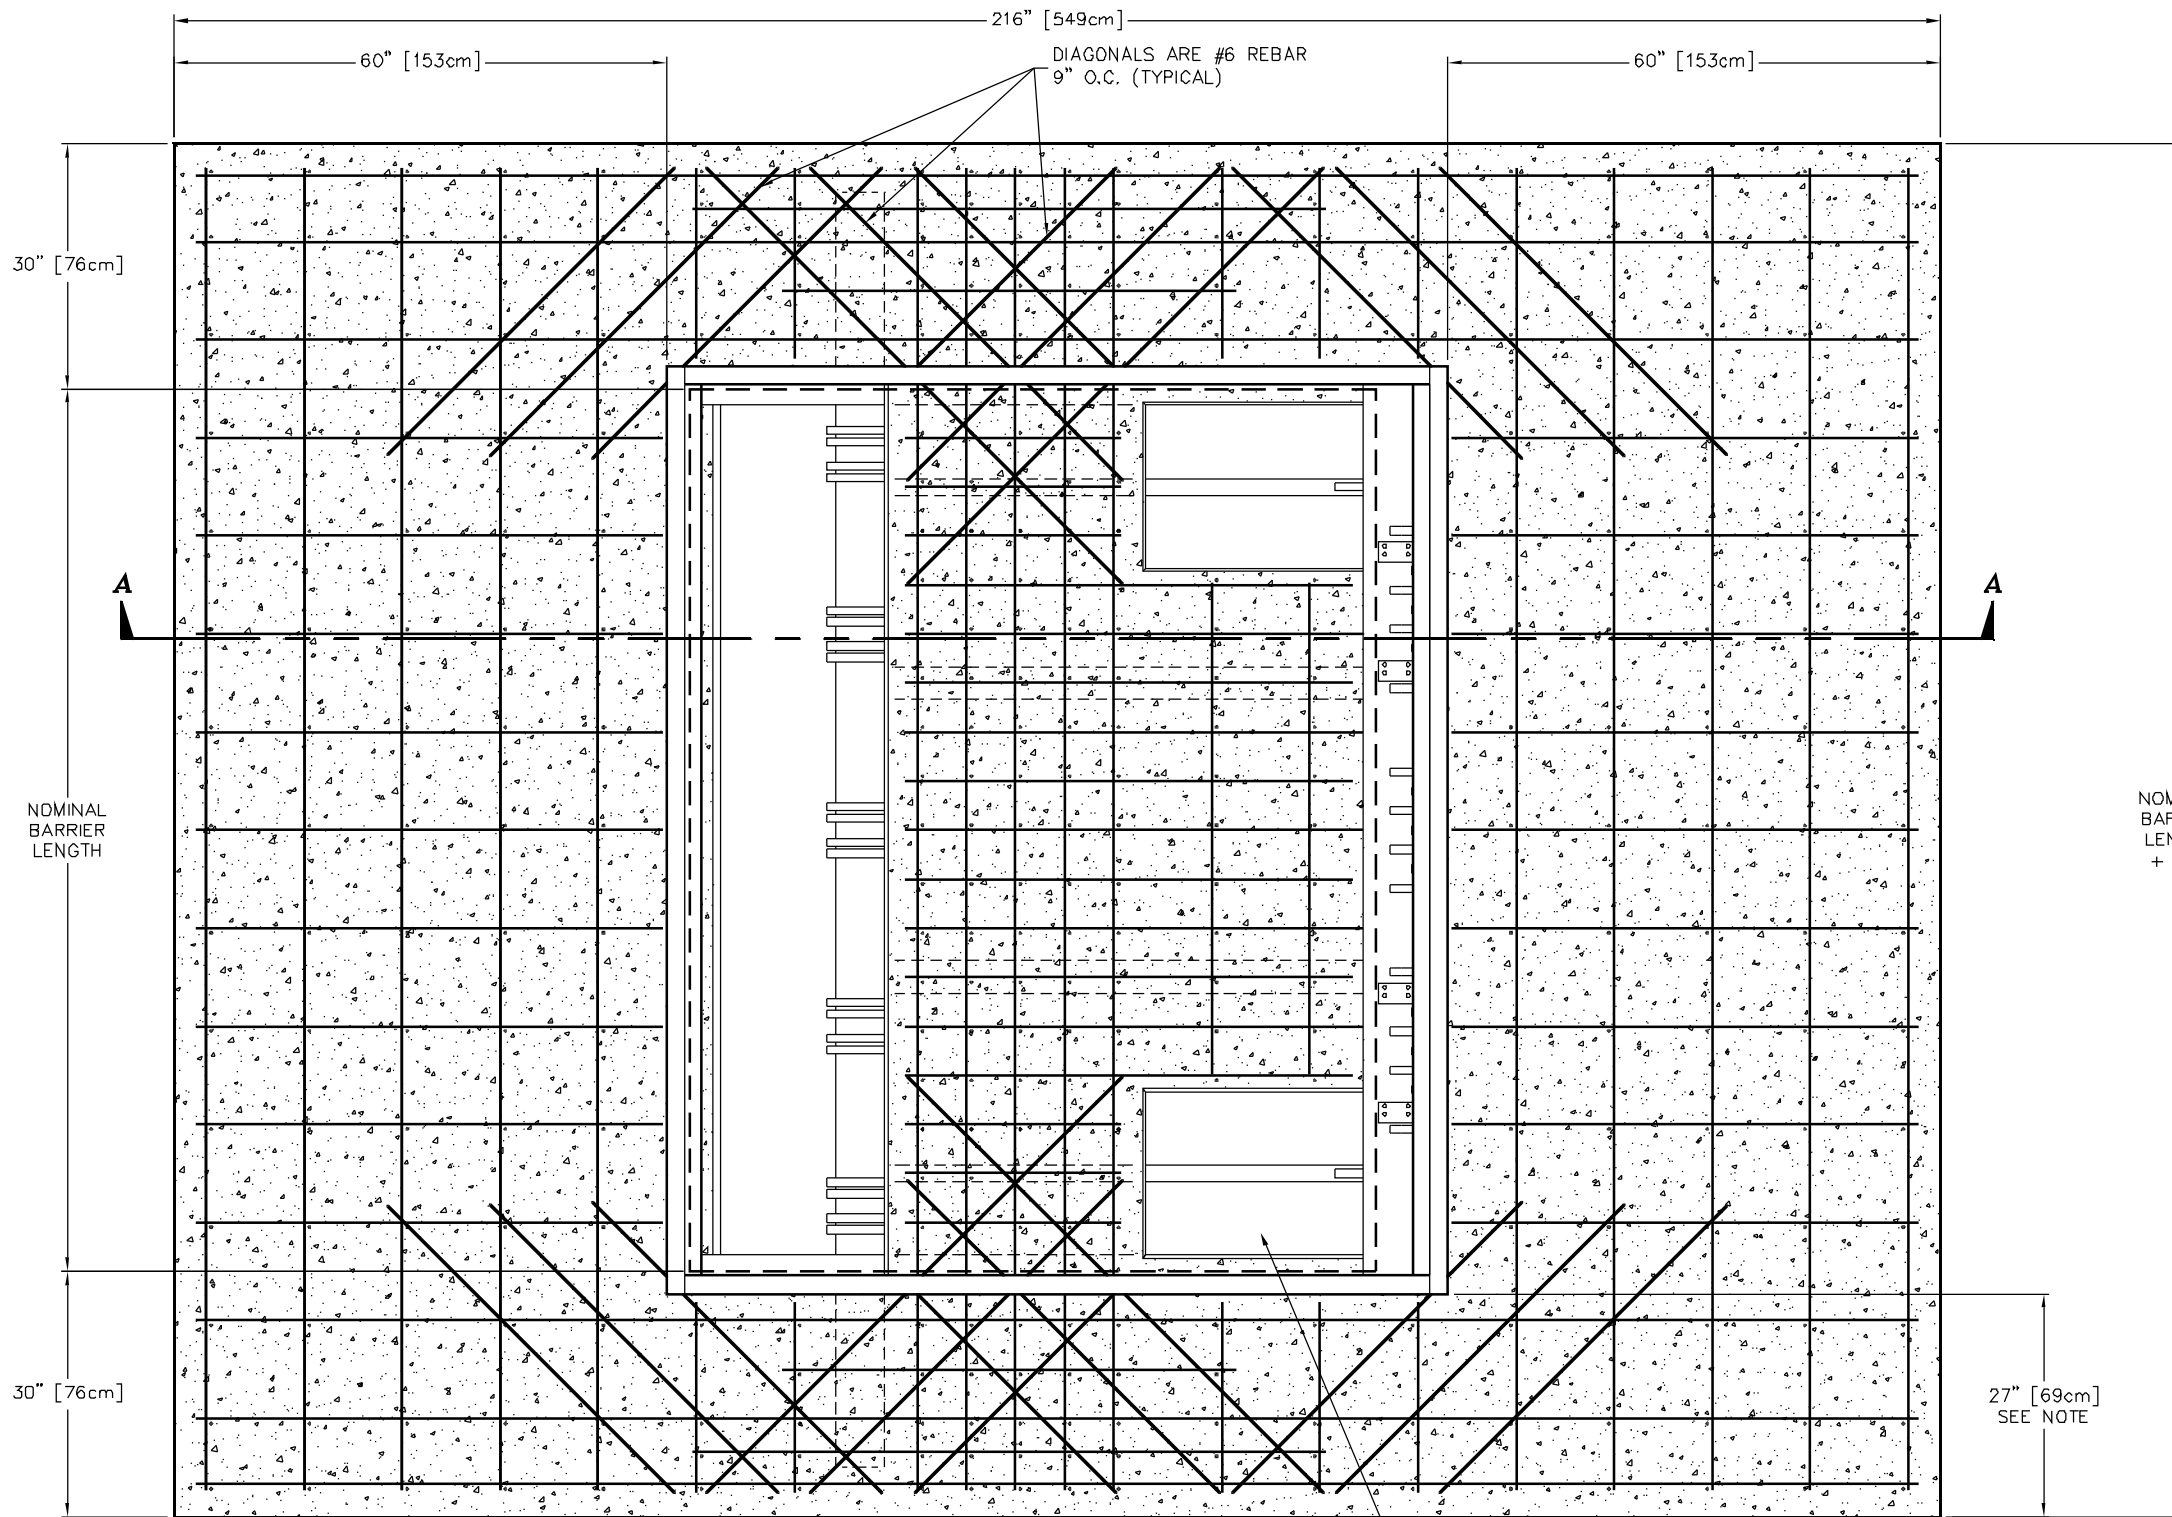 216" [549cm]
60" [153cm]
DIAGONALS ARE #6 REBAR
9" O.C. (TYPICAL)
60" [153cm]
30" [76cm]
A
A
NOMINAL
BARRIER
LENGTH
+
30" [76cm]
27" [69cm]
SEE NOTE